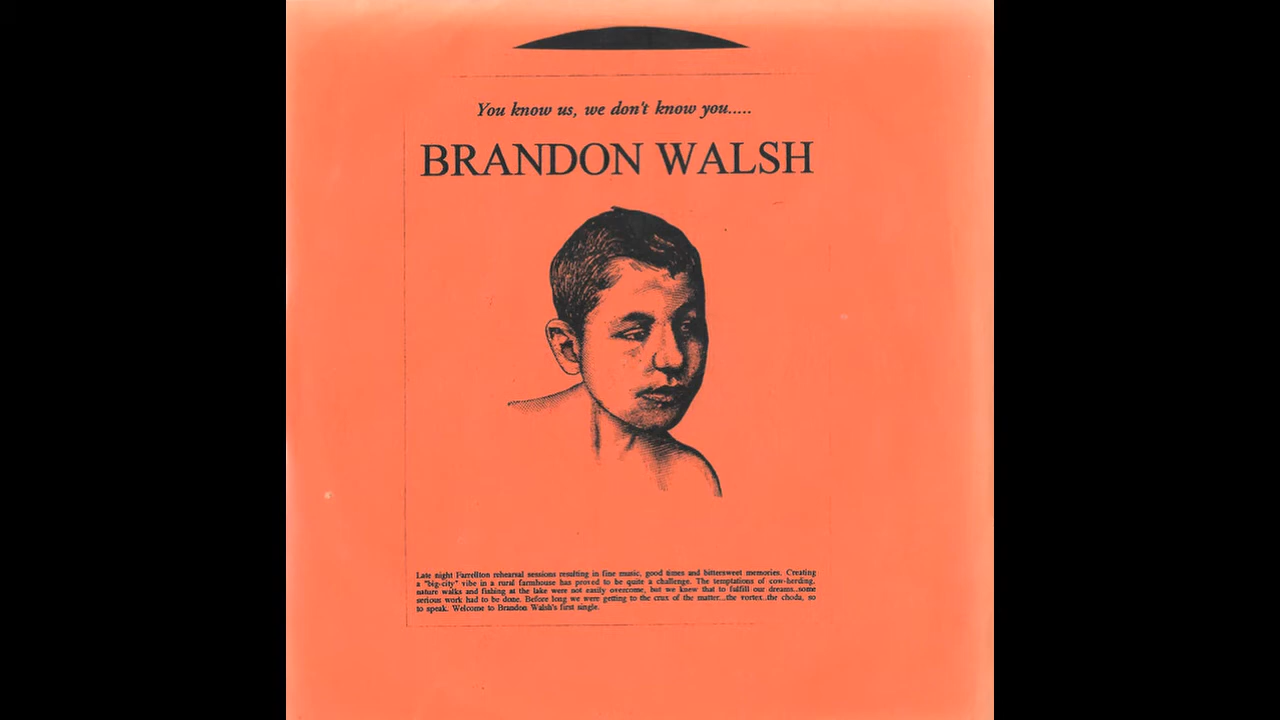 You know us, we don't know you.....
BRANDON WALSH
Late night Farrellton rehearsal sessions resulting in fine music, good times and bittersweet memories. Creating
a "big-city" vibe in a rural farmhouse has proved to be quite a challenge. The temptations of cow-herding,
nature walks and fishing at the lake were not easily overcome, but we knew that to fulfill our dreams..some
serious work had to be done. Before long we were getting to the crux of the matter...the vortex..the choda, so
to speak. Welcome to Brandon Walsh's first single.